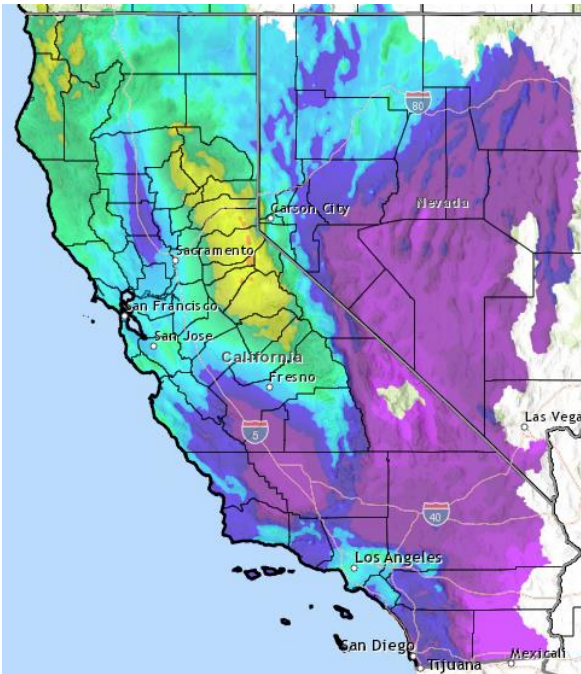 80
Nevada
Carson City
Sacramento
San Francisco
San Jose
California
Fresno
Las Vega
5
40
Los Angeles
San Diego
Mexicali
Tijuana